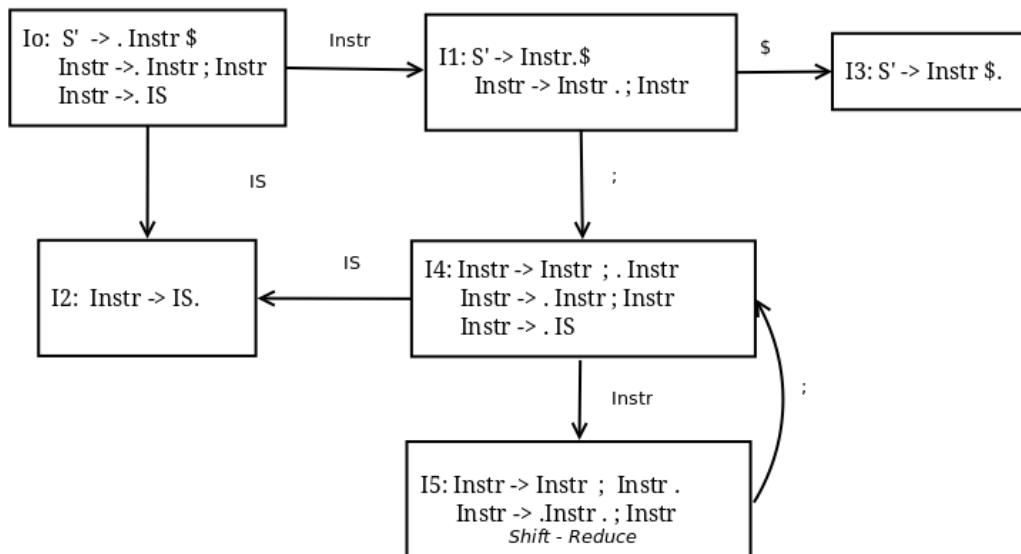 Io: S' -> . Instr $
Instr ->. Instr ; Instr
Instr ->. IS
Instr
I1: S' -> Instr.$
Instr -> Instr . ; Instr
$
I3: S' -> Instr $.
IS
;
I2: Instr -> IS.
IS
I4: Instr -> Instr ; . Instr
Instr -> . Instr ; Instr
Instr -> . IS
Instr
;
I5: Instr -> Instr ; Instr .
Instr -> .Instr . ; Instr
Shift - Reduce